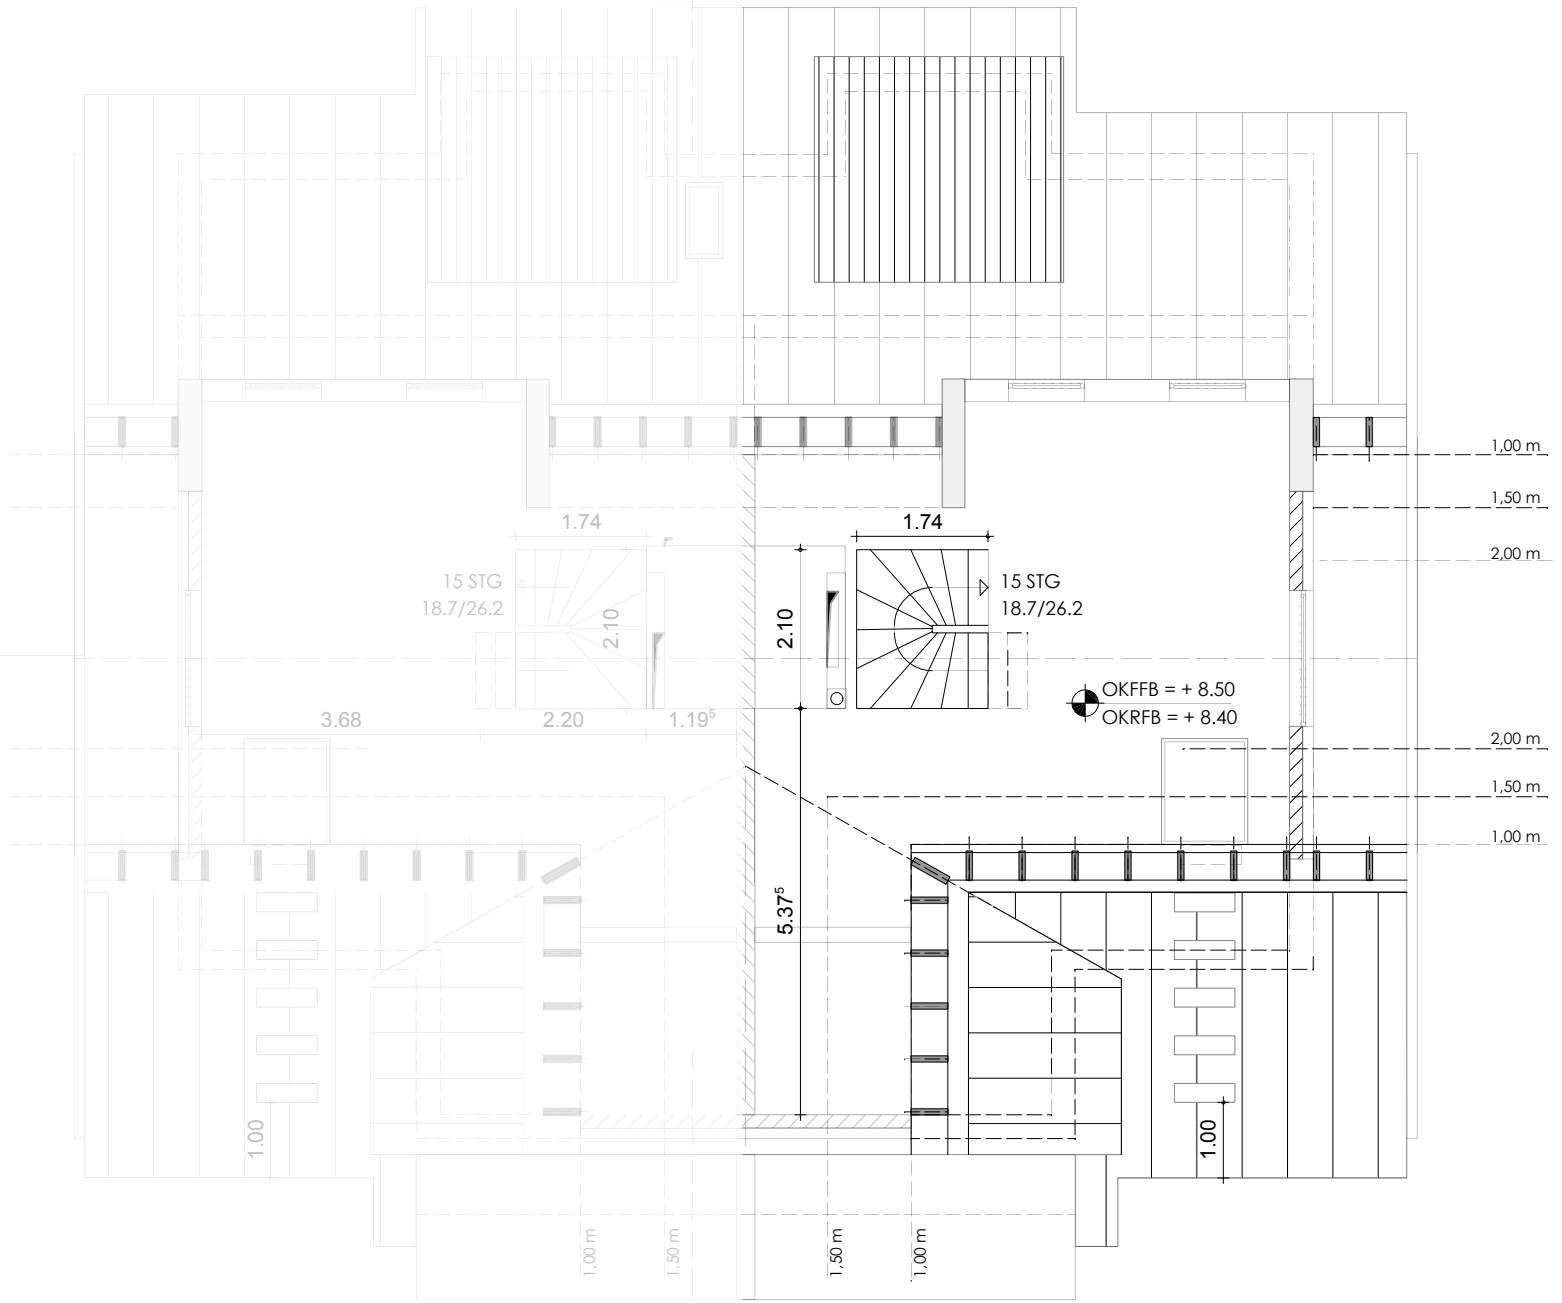 1,00 m
1,50 m
1.74
1.74
2,00 m
15 STG
18.7/26.2
2.10
2.10
15 STG
18.7/26.2
OKFFB = + 8.50
OKRFB = + 8.40
3.68
2.20
1.19⁵
2,00 m
1,50 m
1,00 m
5.37⁵
1.00
1.00
1,00 m
1,50 m
1,50 m
1,00 m